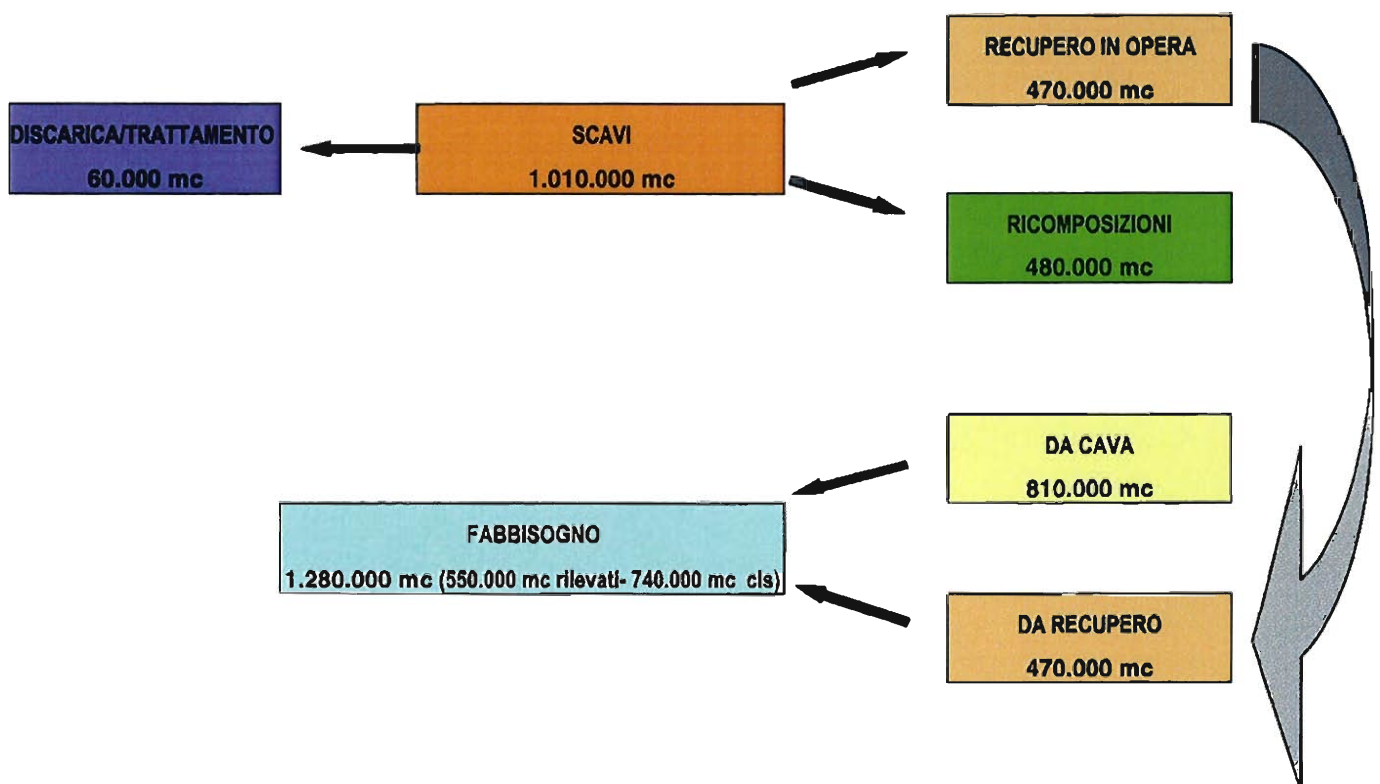 RECUPERO IN OPERA
470.000 mc
DISCARICA/TRATTAMENTO
60.000 mc
SCAVI
1.010.000 mc
RICOMPOSIZIONI
480.000 mc
DA CAVA
810.000 mc
FABBISOGNO
1.280.000 mc (550.000 mc rilevati- 740.000 mc cls)
DA RECUPERO
470.000 mc